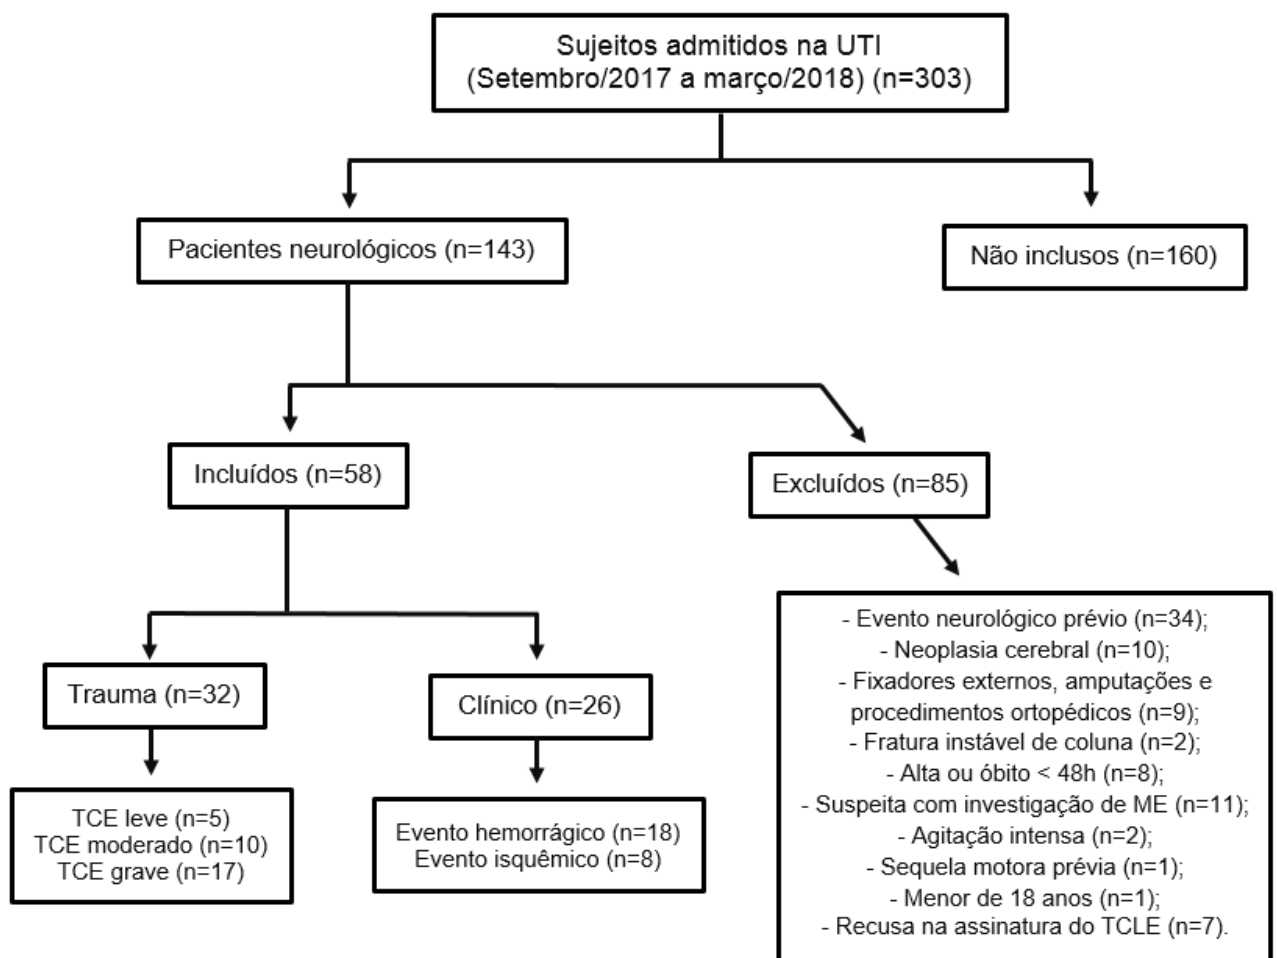 Sujeitos admitidos na UTI
(Setembro/2017 a março/2018) (n=303)
Pacientes neurológicos (n=143)
Não inclusos (n=160)
Incluídos (n=58)
Excluídos (n=85)
Trauma (n=32)
Clínico (n=26)
TCE leve (n=5)
TCE moderado (n=10)
TCE grave (n=17)
Evento hemorrágico (n=18)
Evento isquêmico (n=8)
- Evento neurológico prévio (n=34);
- Neoplasia cerebral (n=10);
- Fixadores externos, amputações e
procedimentos ortopédicos (n=9);
- Fratura instável de coluna (n=2);
- Alta ou óbito < 48h (n=8);
- Suspeita com investigação de ME (n=11);
- Agitação intensa (n=2);
- Sequela motora prévia (n=1);
- Menor de 18 anos (n=1);
- Recusa na assinatura do TCLE (n=7).